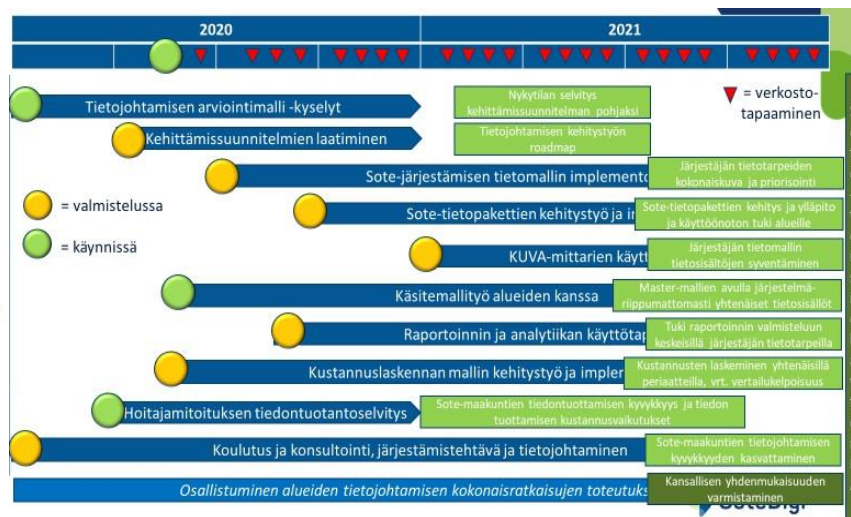 2020
2021
= verkosto-
tapaaminen
Tietojohtamisen arviointimalli -kyselyt
Nykytilan selvitys
kehittämissuunnitelman pohjaksi
Kehittämissuunnitelmien laatiminen
Tietojohtamisen kehitystyön
roadmap
Sote-järjestämisen tietomallin implemento
Järjestäjän tietotarpeiden
kokonaiskuva ja priorisointi
= valmistelussa
Sote-tietopakettien kehitystyö ja i
Sote-tietopakettien kehitys ja ylläpito
ja käyttöönoton tuki alueille
= käynnissä
KUVA-mittarien käytt
Järjestäjän tietomallin
tietosisältöjen syventäminen
Käsitemallityö alueiden kanssa
Master-mallien avulla järjestelmä-
riippumattomasti yhtenäiset tietosisällöt
Raportoinnin ja analytiikan käyttötap
Tuki raportoinnin valmisteluun
keskeisillä järjestäjän tietotarpeilla
Kustannuslaskennan mallin kehitystyö ja impler
Kustannusten laskeminen yhtenäisillä
periaatteilla, vrt. vertailukelpoisuus
Hoitajamitoituksen tiedontuotantoselvitys
Sote-maakuntien tiedontuottamisen kyvykkyys ja tiedon
tuottamisen kustannusvaikutukset
Koulutus ja konsultointi, järjestämistehtävä ja tietojohtaminen
Sote-maakuntien tietojohtamisen
kyvykkyyden kasvattaminen
Osallistuminen alueiden tietojohtamisen kokonaisratkaisujen toteutuks
Kansallisen yhdenmukaisuuden
varmistaminen